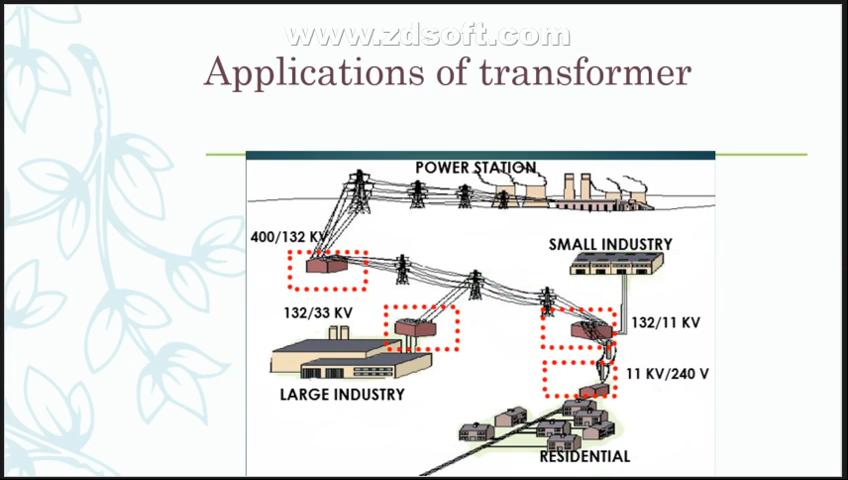 www.zdsoft.com
Applications of transformer
POWER STATION
400/132 KV
SMALL INDUSTRY
132/33 KV
132/11 KV
11 KV/240 V
LARGE INDUSTRY
RESIDENTIAL